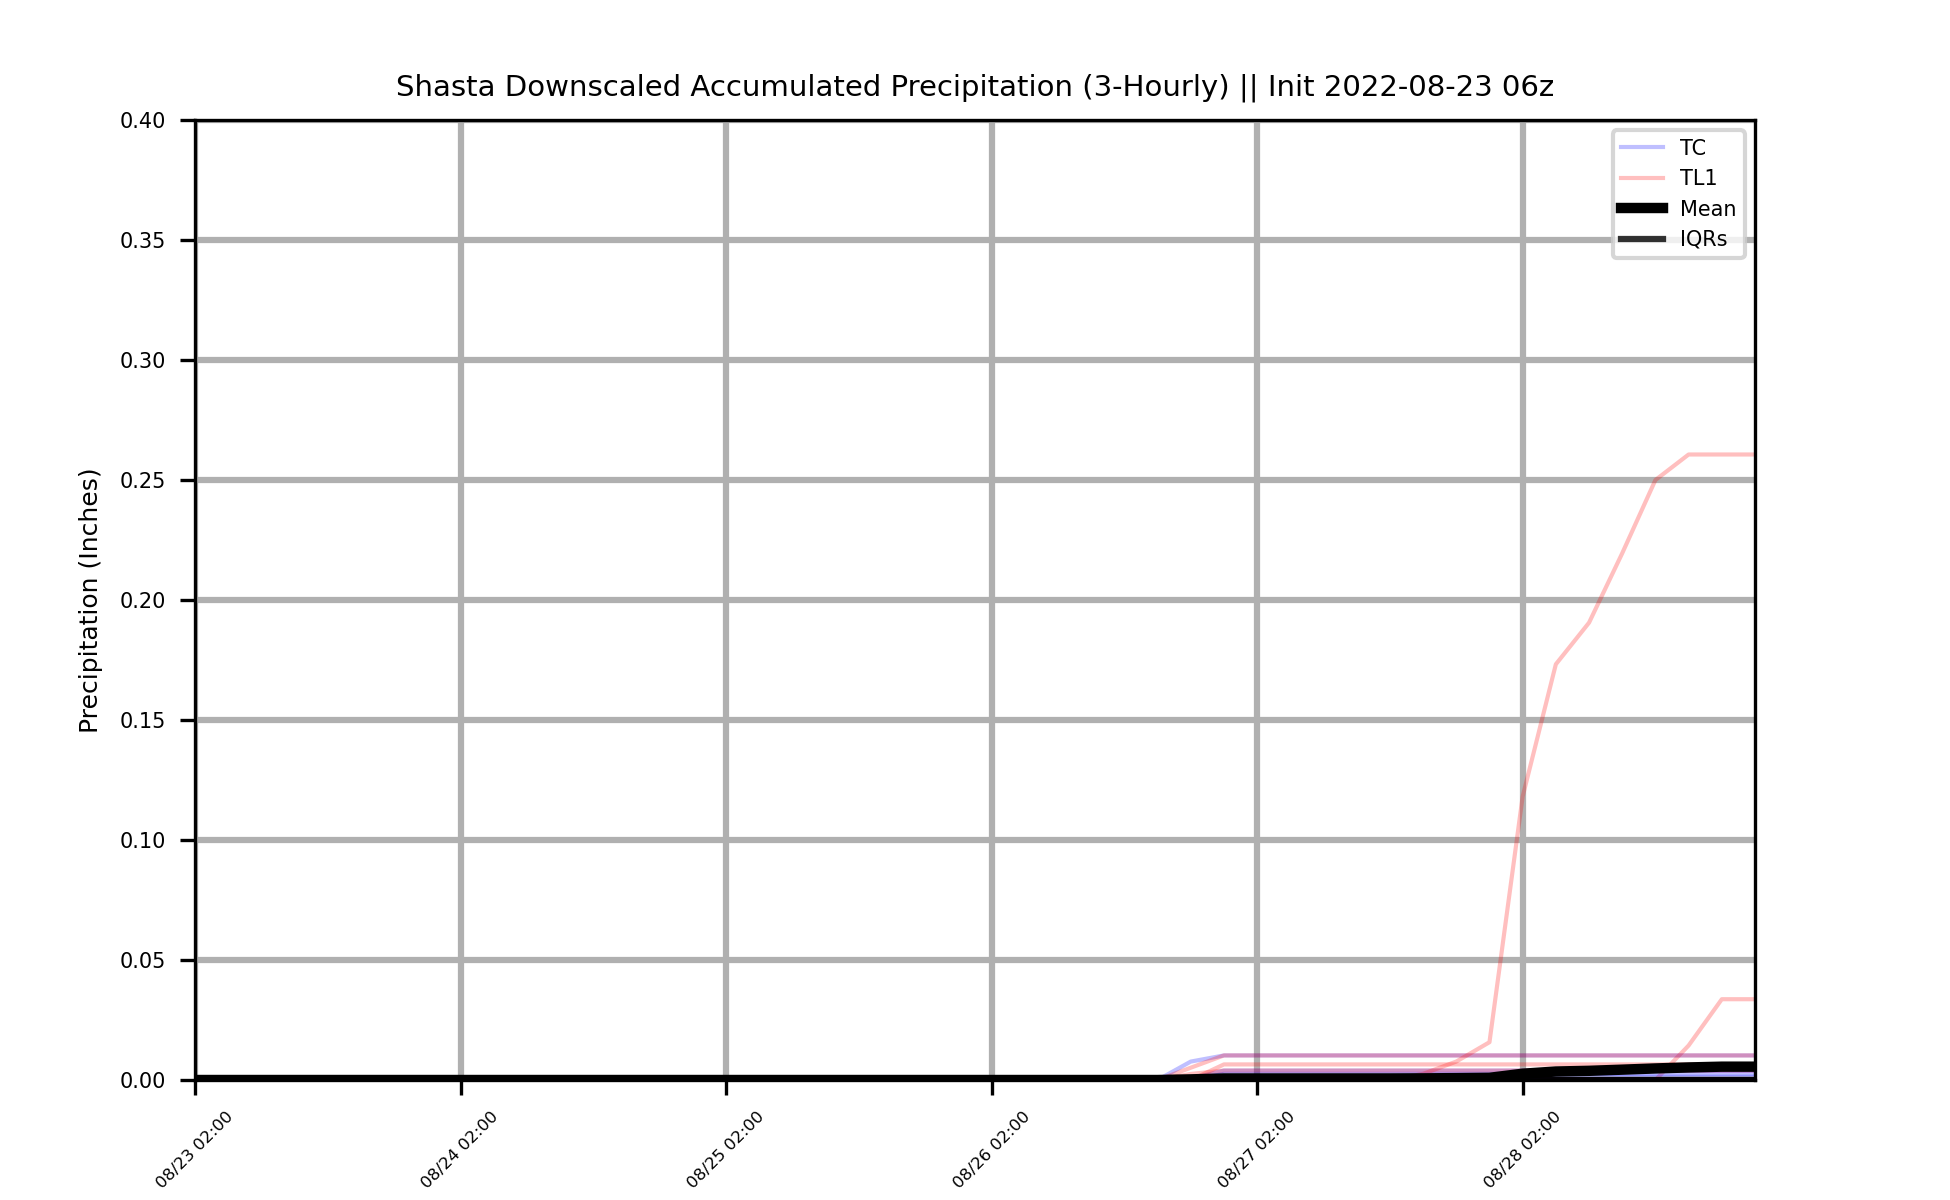 Shasta Downscaled Accumulated Precipitation (3-Hourly) || Init 2022-08-23 06z
TC
TL1
Mean
IQRs
Precipitation (Inches)
0.40
0.35
0.30
0.25
0.20
0.15
0.10
0.05
0.00
08/23 02:00
08/24 02:00
08/25 02:00
08/26 02:00
08/27 02:00
08/28 02:00